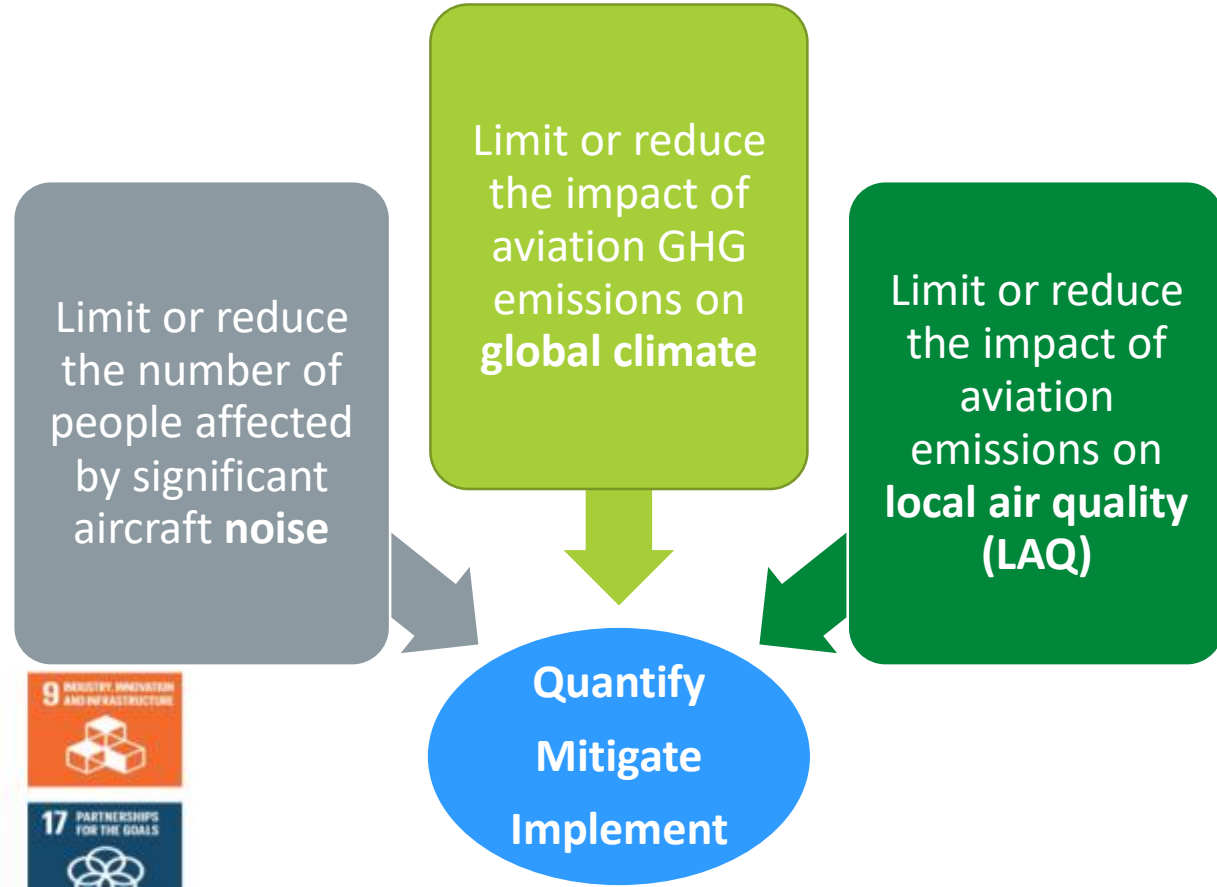 Limit or reduce
the number of
people affected
by significant
aircraft noise
Limit or reduce
the impact of
aviation GHG
emissions on
global climate
Limit or reduce
the impact of
aviation
emissions on
local air quality
(LAQ)
Quantify
Mitigate
Implement
9 INDUSTRY, INNOVATION
AND INFRASTRUCTURE
17 PARTNERSHIPS
FOR THE GOALS